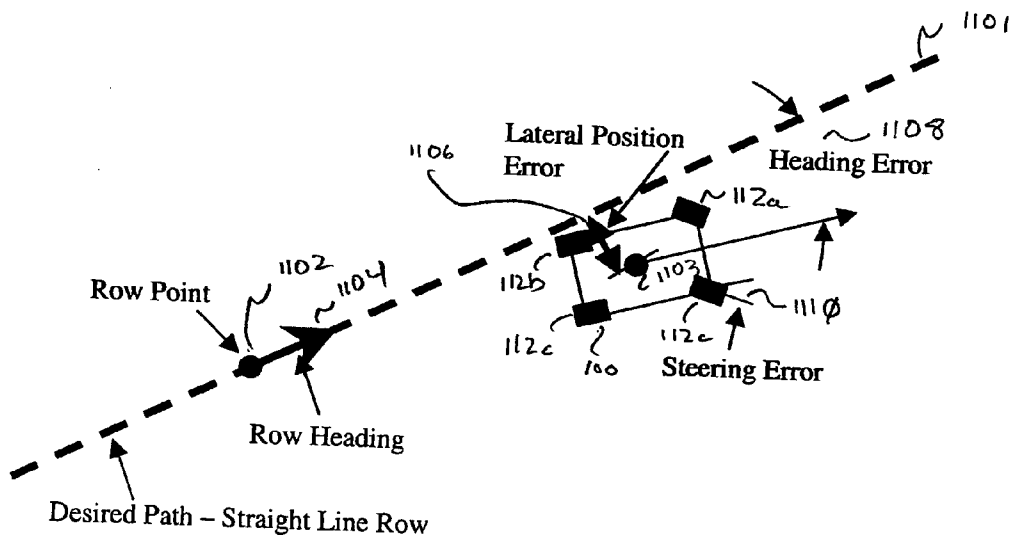 1101
1106
Lateral Position
Error
1108
Heading Error
112a
1102
1104
Row Point
112b
1103
1110
112c
100
112c
Steering Error
Row Heading
Desired Path – Straight Line Row